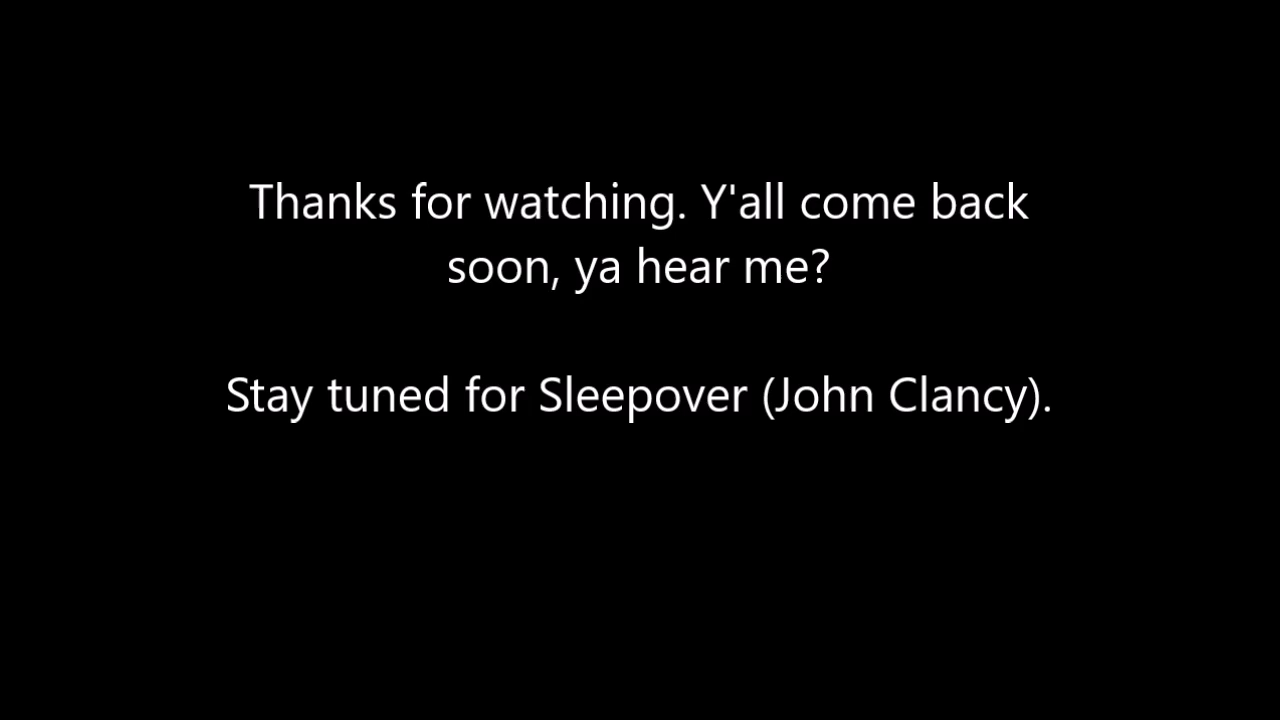 Thanks for watching. Y'all come back
soon, ya hear me?
Stay tuned for Sleepover (John Clancy).